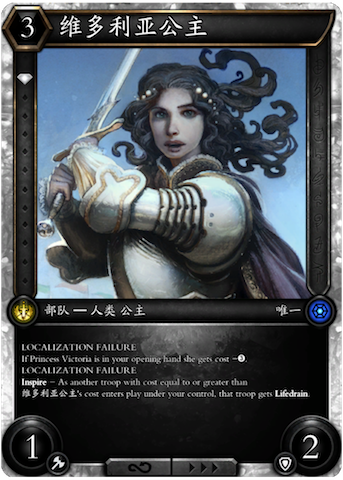 3 维多利亚公主
部队 — 人类 公主 唯一
LOCALIZATION FAILURE
If Princess Victoria is in your opening hand she gets cost -❸.
LOCALIZATION FAILURE
Inspire – As another troop with cost equal to or greater than
维多利亚公主's cost enters play under your control, that troop gets Lifedrain.
1 2